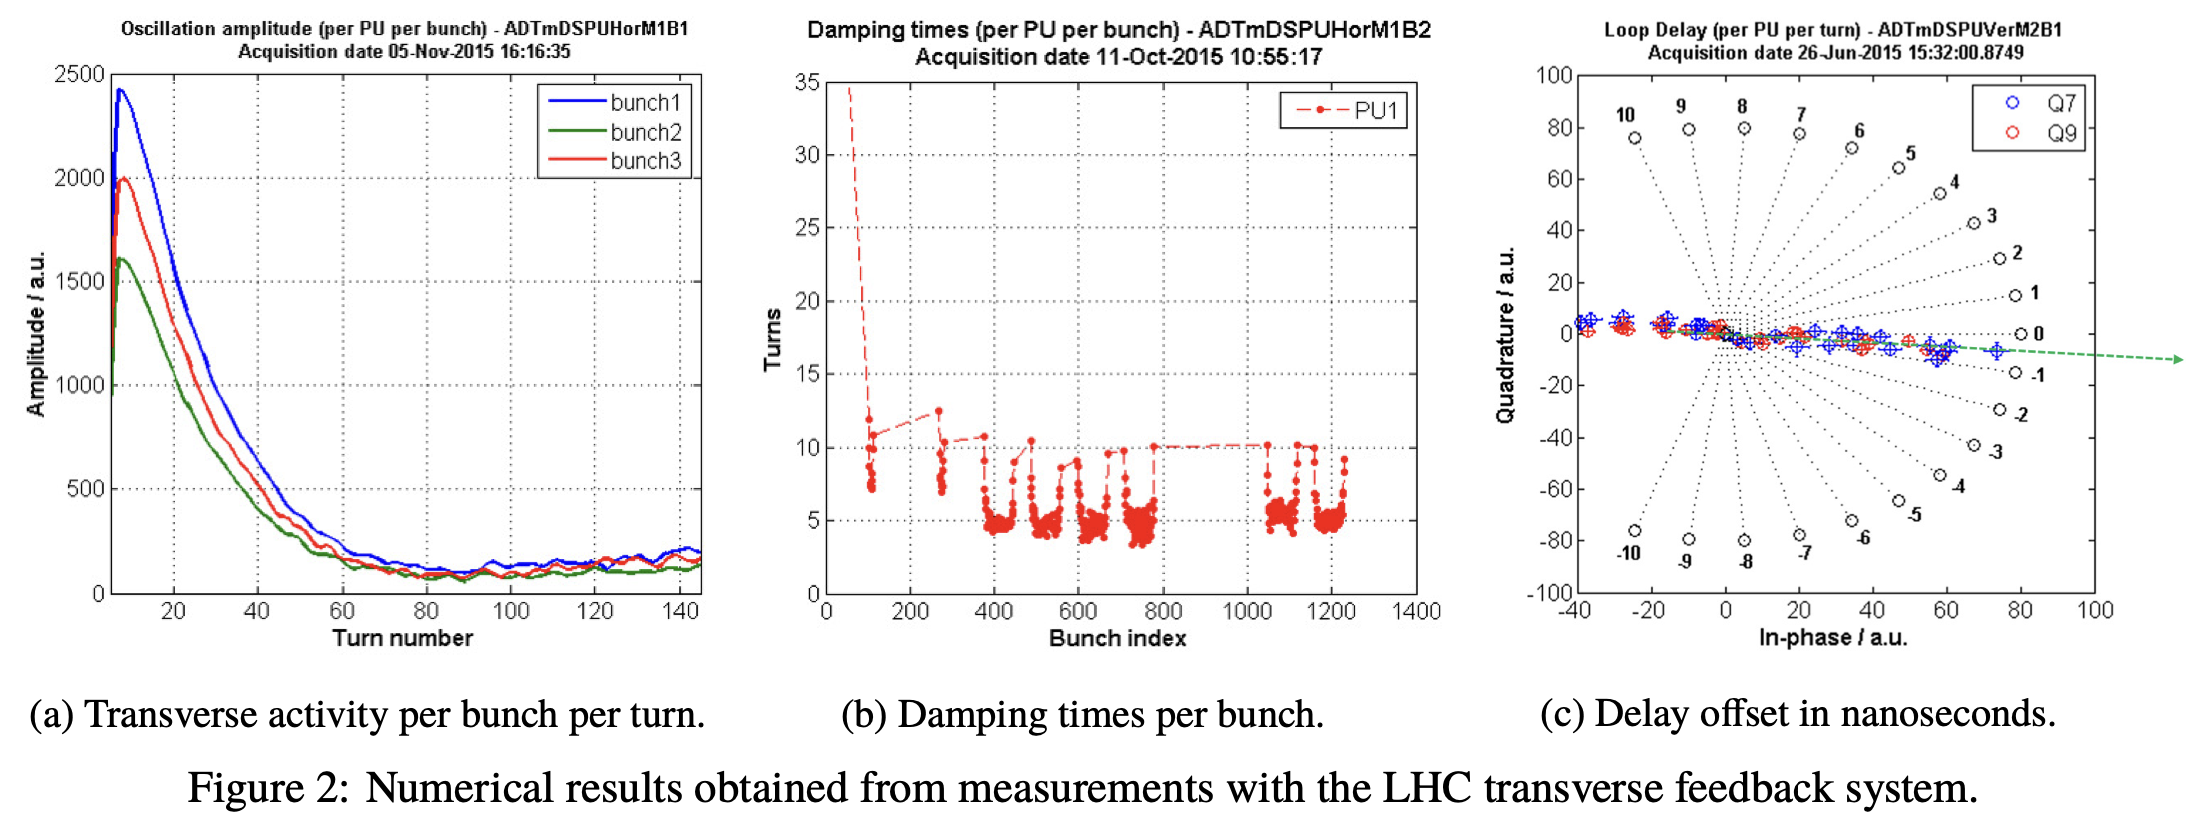 Oscillation amplitude (per PU per bunch) - ADTmDSPUHorM1B1
Acquisition date 05-Nov-2015 16:16:35
2500
2000
1500
1000
500
0
Amplitude / a.u.
bunch1
bunch2
bunch3
20 40 60 80 100 120 140
Turn number
(a) Transverse activity per bunch per turn.
Damping times (per PU per bunch) - ADTmDSPUHorM1B2
Acquisition date 11-Oct-2015 10:55:17
35
30
25
20
15
10
5
0
Turns
PU1
0 200 400 600 800 1000 1200 1400
Bunch index
(b) Damping times per bunch.
Loop Delay (per PU per turn) - ADTmDSPUVerM2B1
Acquisition date 26-Jun-2015 15:32:00.8749
100
80
60
40
20
0
-20
-40
-60
-80
-100
Quadrature / a.u.
Q7
Q9
10
9
8
7
6
5
4
3
2
1
0
-1
-2
-3
-4
-5
-6
-7
-8
-9
-10
-40 -20 0 20 40 60 80 100
In-phase / a.u.
(c) Delay offset in nanoseconds.
Figure 2: Numerical results obtained from measurements with the LHC transverse feedback system.